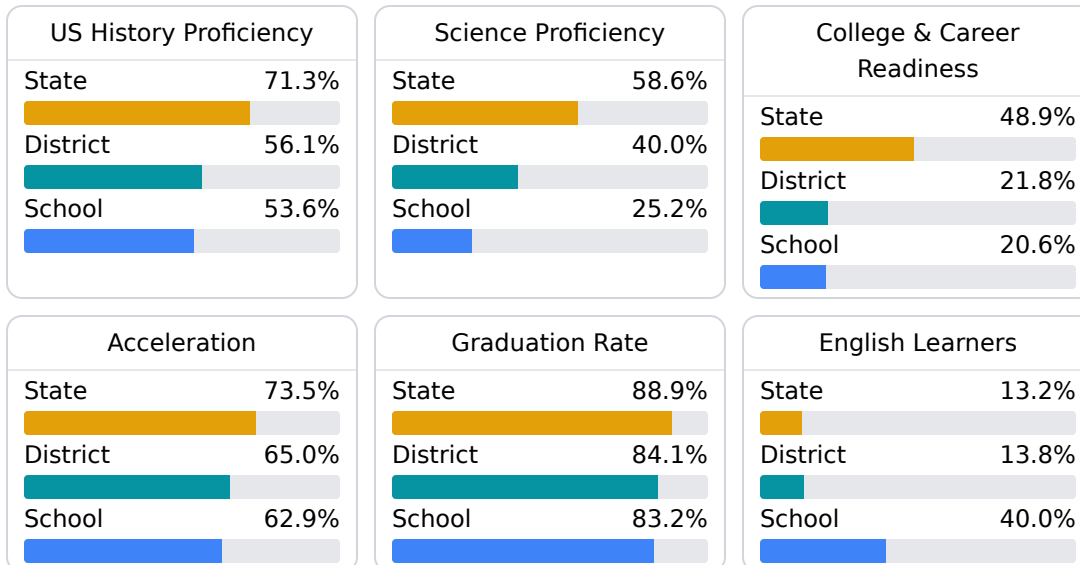 US History Proficiency
State 71.3%
District 56.1%
School 53.6%
Science Proficiency
State 58.6%
District 40.0%
School 25.2%
College & Career
Readiness
State 48.9%
District 21.8%
School 20.6%
Acceleration
State 73.5%
District 65.0%
School 62.9%
Graduation Rate
State 88.9%
District 84.1%
School 83.2%
English Learners
State 13.2%
District 13.8%
School 40.0%